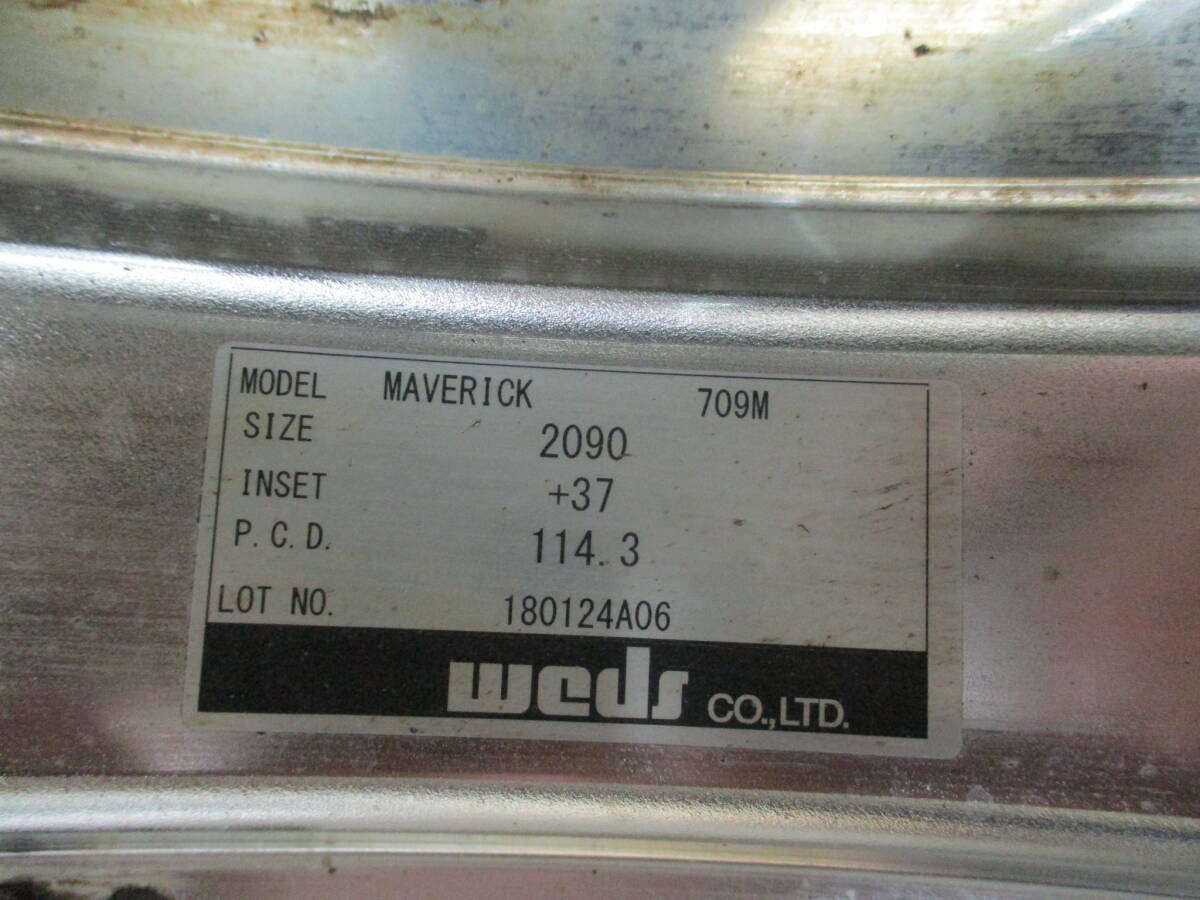 MODEL MAVERICK 709M
SIZE 2090
INSET +37
P.C.D. 114.3
LOT NO. 180124A06
weds CO.,LTD.